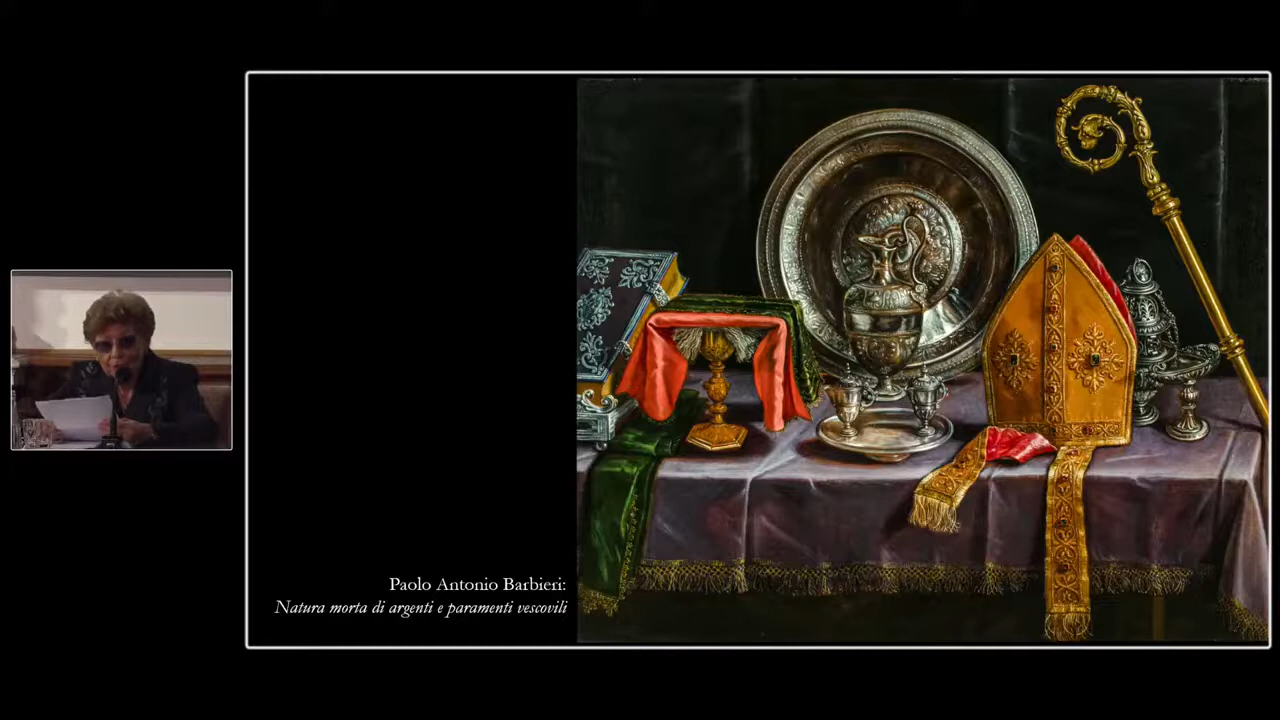 Paolo Antonio Barbieri:
Natura morta di argenti e paramenti vescovili